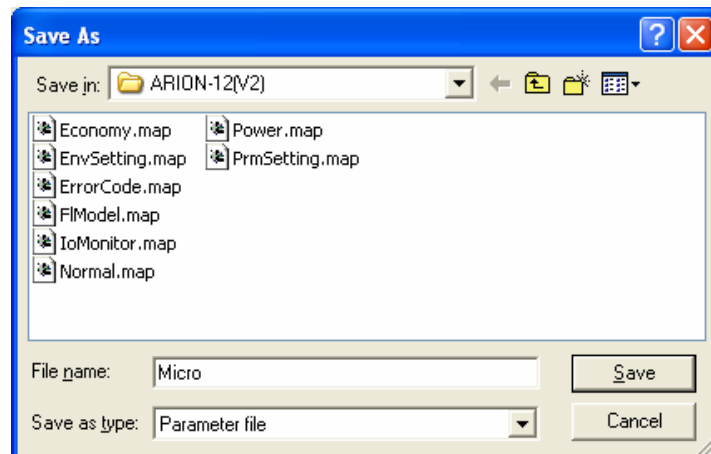 Save As
Save in: ARION-12(V2)
Economy.map Power.map
EnvSetting.map PrmSetting.map
ErrorCode.map
FlModel.map
IoMonitor.map
Normal.map
File name: Micro Save
Save as type: Parameter file Cancel